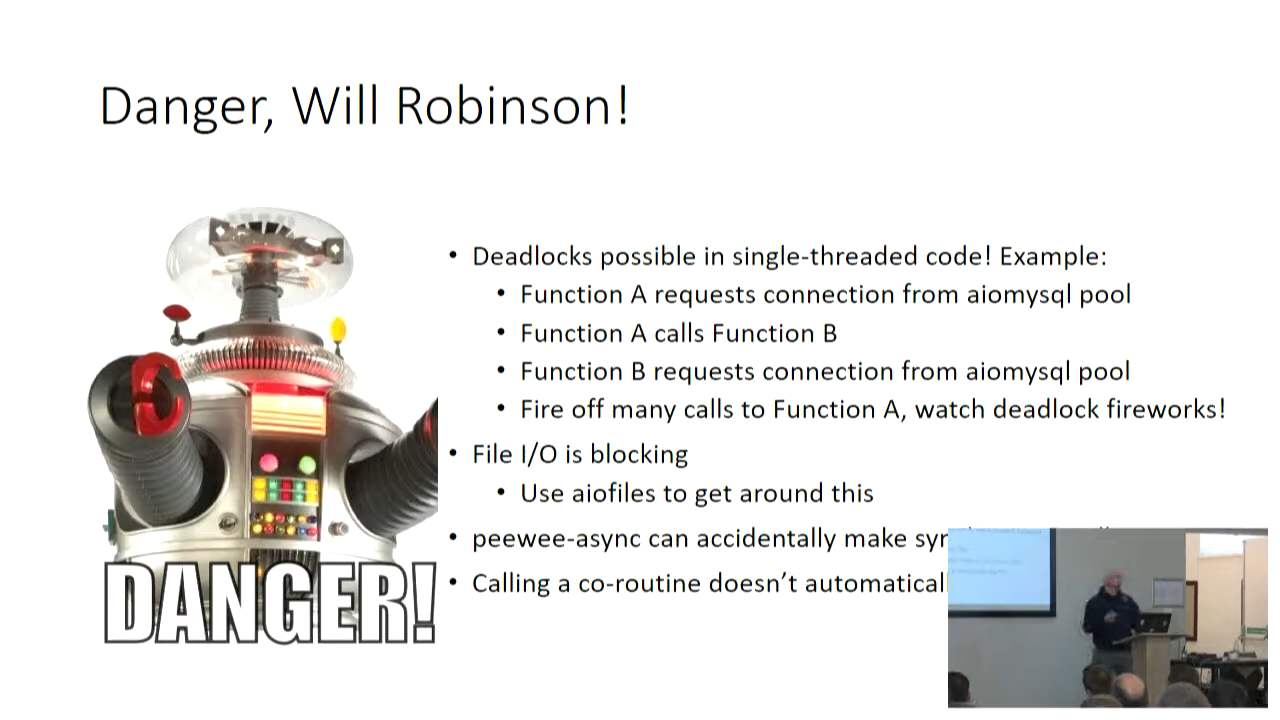 Danger, Will Robinson!
• Deadlocks possible in single-threaded code! Example:
• Function A requests connection from aiomysql pool
• Function A calls Function B
• Function B requests connection from aiomysql pool
• Fire off many calls to Function A, watch deadlock fireworks!
• File I/O is blocking
• Use aiofiles to get around this
• peewee-async can accidentally make
• Calling a co-routine doesn’t
DANGER!